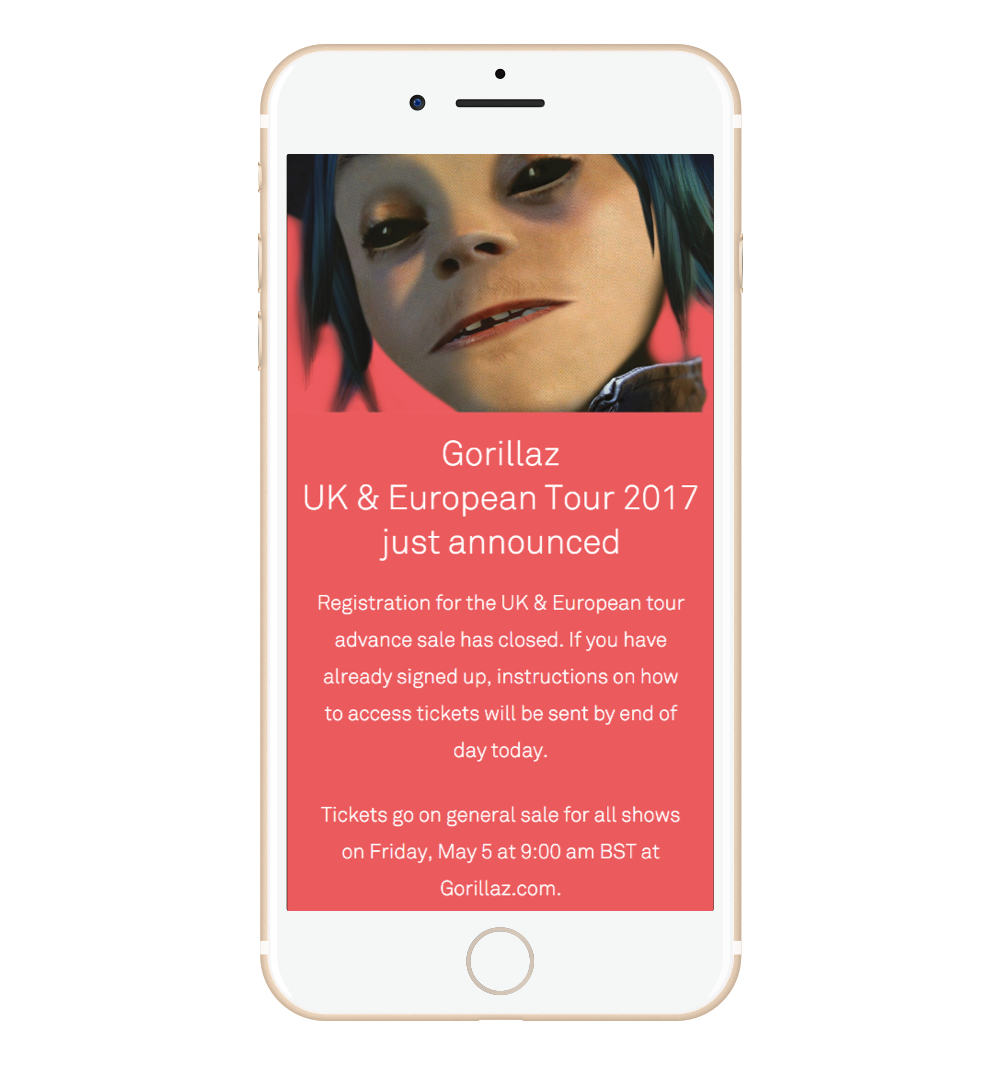 Gorillaz
UK & European Tour 2017
just announced
Registration for the UK & European tour
advance sale has closed. If you have
already signed up, instructions on how
to access tickets will be sent by end of
day today.
Tickets go on general sale for all shows
on Friday, May 5 at 9:00 am BST at
Gorillaz.com.